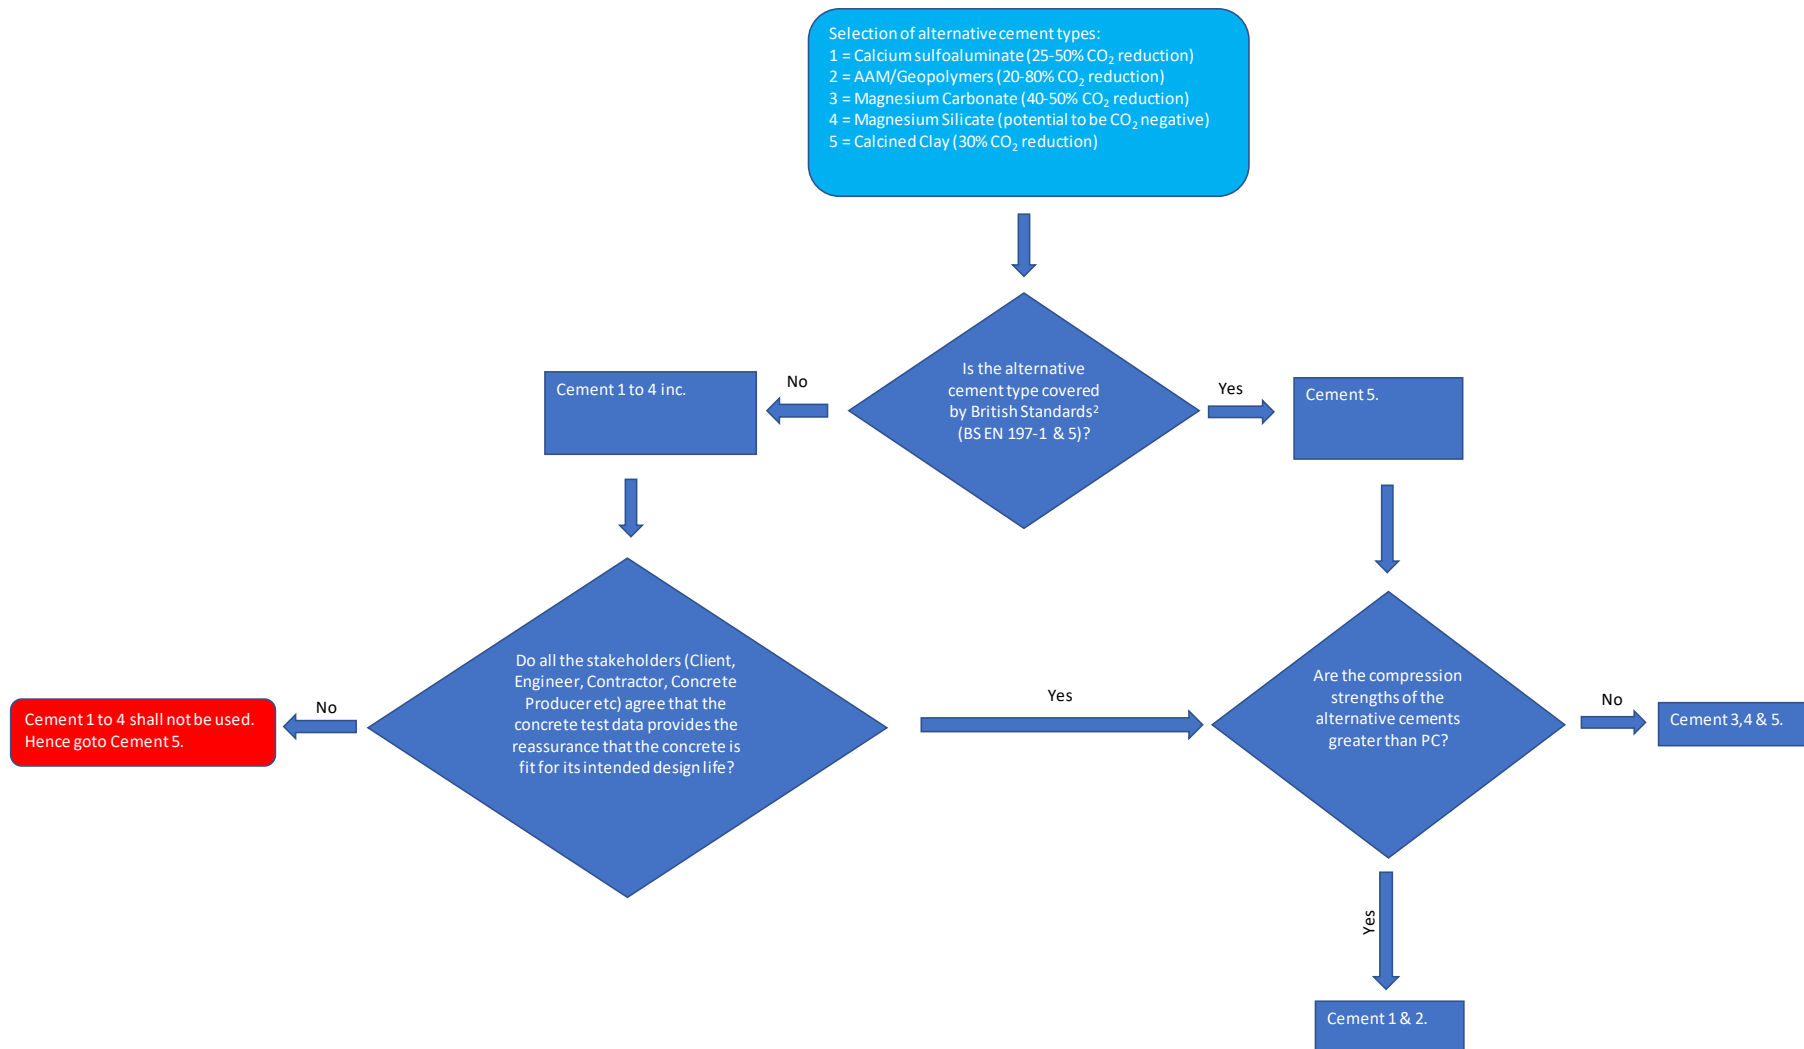 Selection of alternative cement types:
1 = Calcium sulfoaluminate (25-50% CO₂ reduction)
2 = AAM/Geopolymers (20-80% CO₂ reduction)
3 = Magnesium Carbonate (40-50% CO₂ reduction)
4 = Magnesium Silicate (potential to be CO₂ negative)
5 = Calcined Clay (30% CO₂ reduction)
Is the alternative
cement type covered
by British Standards²
(BS EN 197-1 & 5)?
No
Yes
Cement 1 to 4 inc.
Cement 5.
Do all the stakeholders (Client,
Engineer, Contractor, Concrete
Producer etc) agree that the
concrete test data provides the
reassurance that the concrete is
fit for its intended design life?
No
Yes
Cement 1 to 4 shall not be used.
Hence goto Cement 5.
Are the compression
strengths of the
alternative cements
greater than PC?
No
Cement 3,4 & 5.
Yes
Cement 1 & 2.